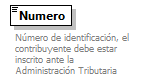 Numero
Número de identificación, el
contribuyente debe estar
inscrito ante la
Administración Tributaria